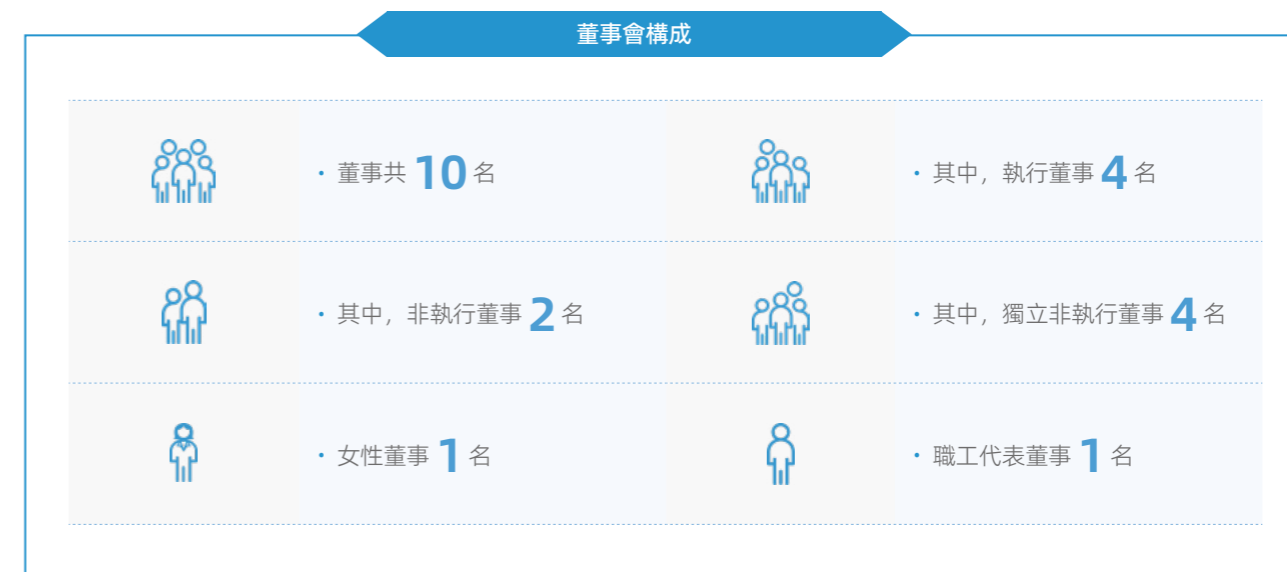 董事會構成
· 董事共 10 名
· 其中，執行董事 4 名
· 其中，非執行董事 2 名
· 其中，獨立非執行董事 4 名
· 女性董事 1 名
· 職工代表董事 1 名